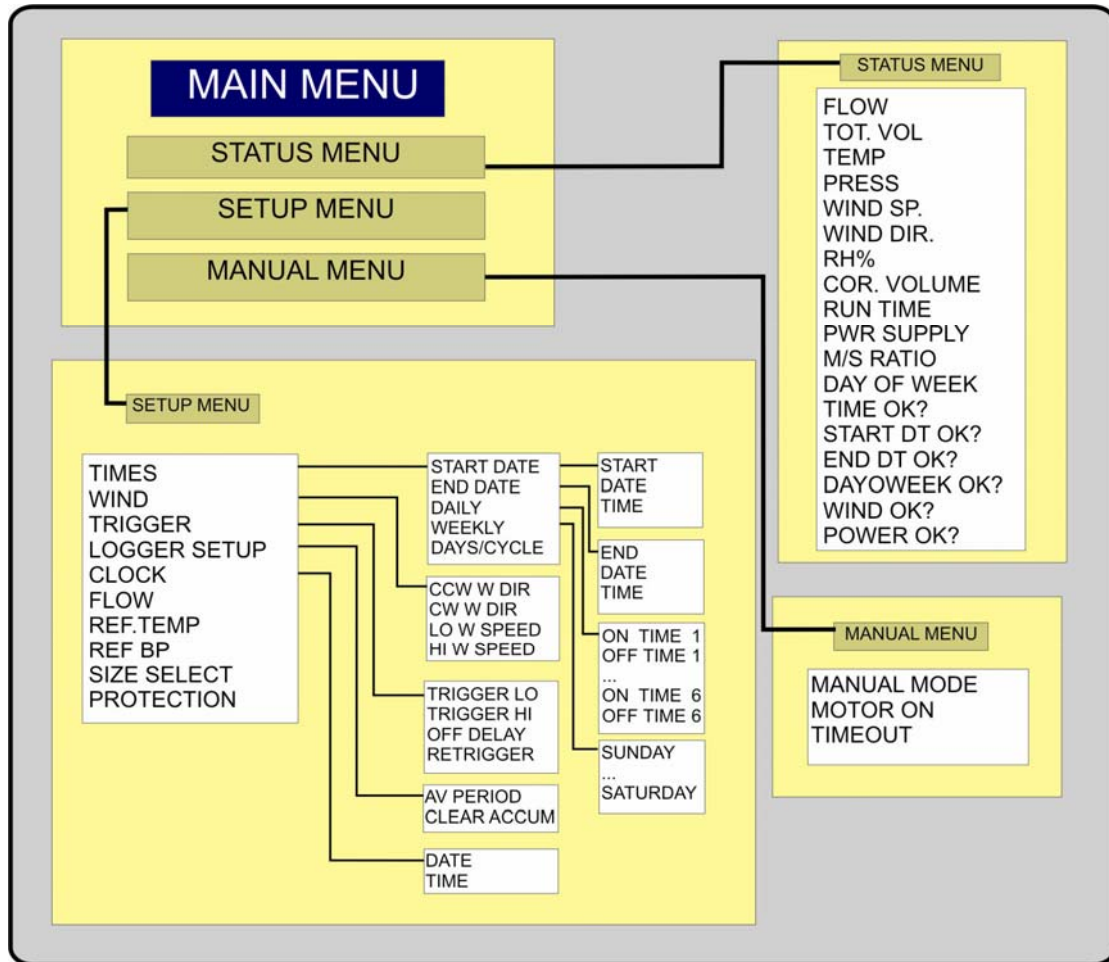 MAIN MENU
STATUS MENU
SETUP MENU
MANUAL MENU
STATUS MENU
FLOW
TOT. VOL
TEMP
PRESS
WIND SP.
WIND DIR.
RH%
COR. VOLUME
RUN TIME
PWR SUPPLY
M/S RATIO
DAY OF WEEK
TIME OK?
START DT OK?
END DT OK?
DAYOWEEK OK?
WIND OK?
POWER OK?
SETUP MENU
TIMES
WIND
TRIGGER
LOGGER SETUP
CLOCK
FLOW
REF.TEMP
REF BP
SIZE SELECT
PROTECTION
START DATE
END DATE
DAILY
WEEKLY
DAYS/CYCLE
CCW W DIR
CW W DIR
LO W SPEED
HI W SPEED
TRIGGER LO
TRIGGER HI
OFF DELAY
RETRIGGER
AV PERIOD
CLEAR ACCUM
DATE
TIME
START
DATE
TIME
END
DATE
TIME
ON TIME 1
OFF TIME 1
...
ON TIME 6
OFF TIME 6
SUNDAY
...
SATURDAY
MANUAL MENU
MANUAL MODE
MOTOR ON
TIMEOUT